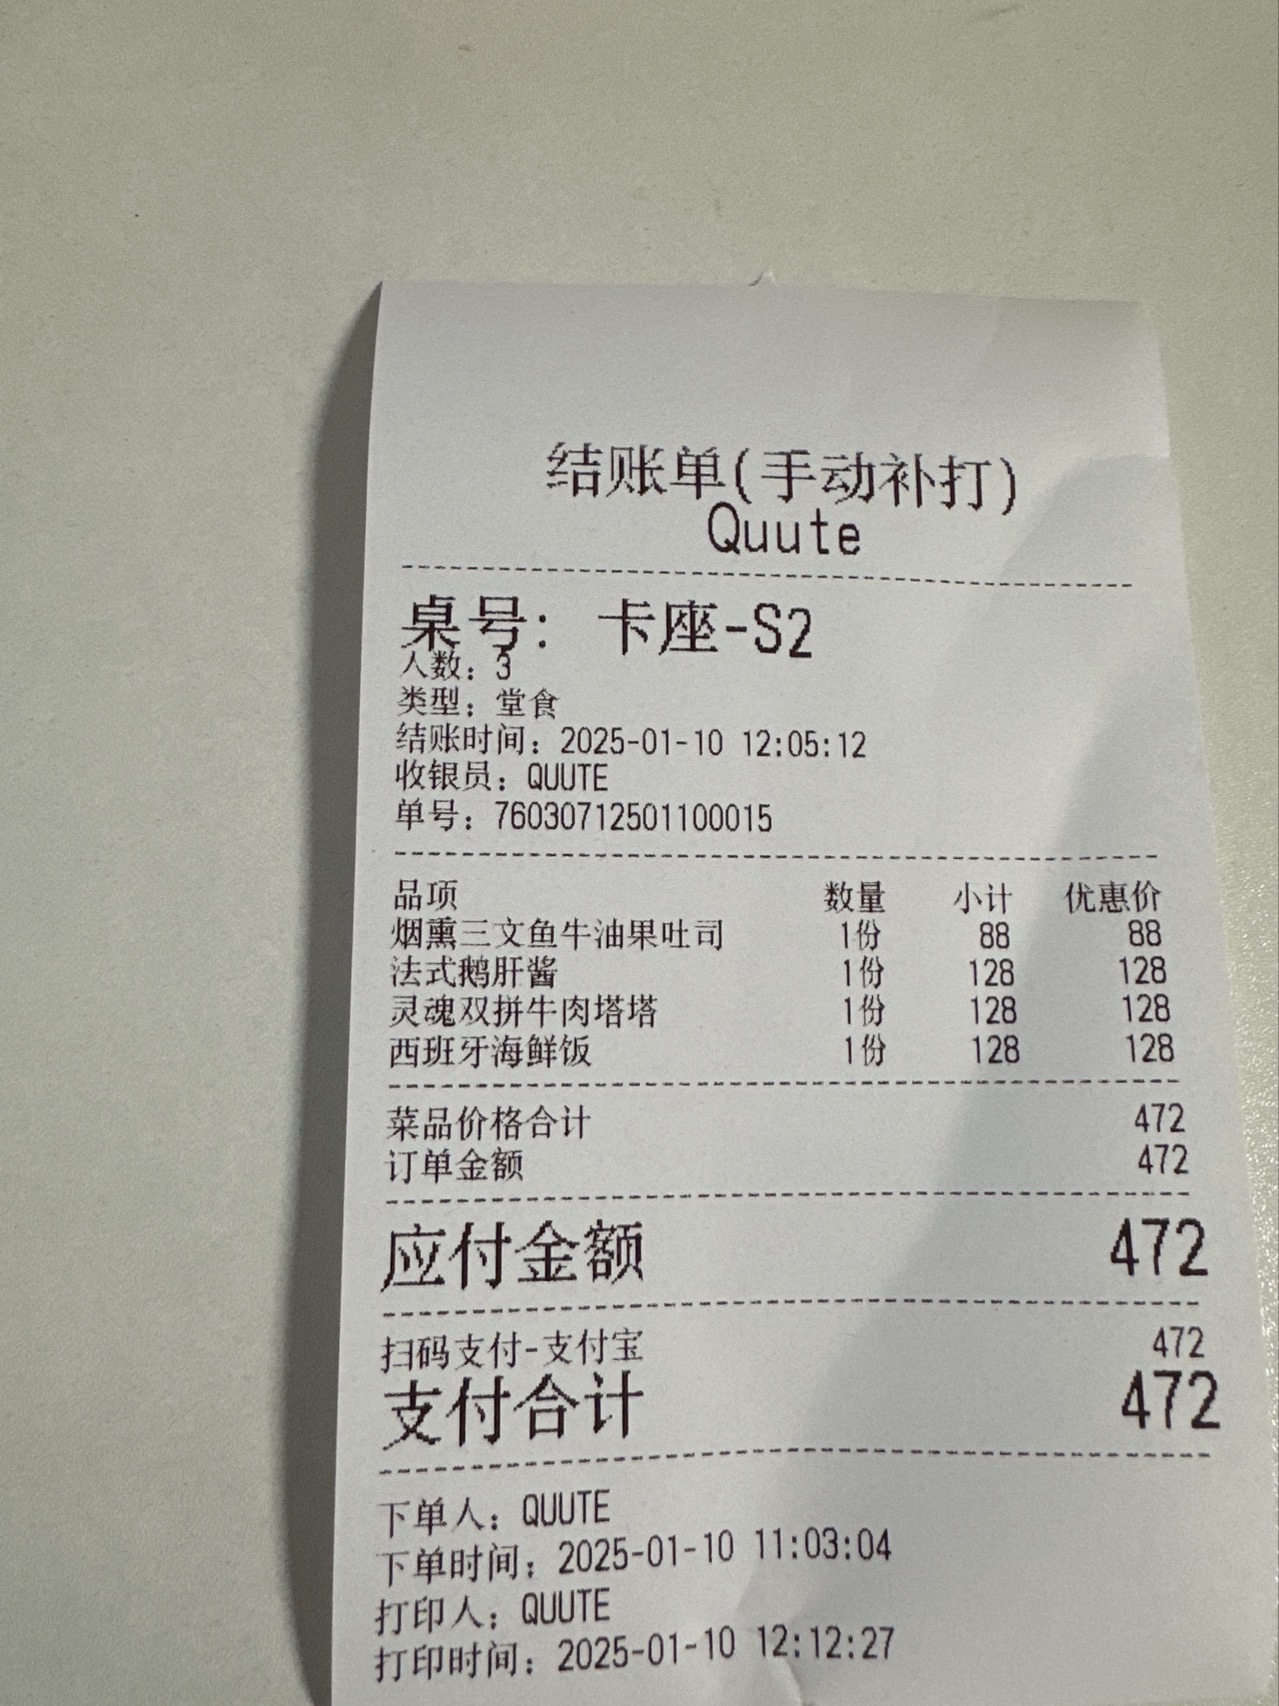 结账单(手动补打)
Quute
桌号: 卡座-S2
人数: 3
类型: 堂食
结账时间: 2025-01-10 12:05:12
收银员: QUUTE
单号: 76030712501100015
品项 数量 小计 优惠价
烟熏三文鱼牛油果吐司 1份 88 88
法式鹅肝酱 1份 128 128
灵魂双拼牛肉塔塔 1份 128 128
西班牙海鲜饭 1份 128 128
菜品价格合计 472
订单金额 472
应付金额 472
扫码支付-支付宝 472
支付合计 472
下单人: QUUTE
下单时间: 2025-01-10 11:03:04
打印人: QUUTE
打印时间: 2025-01-10 12:12:27